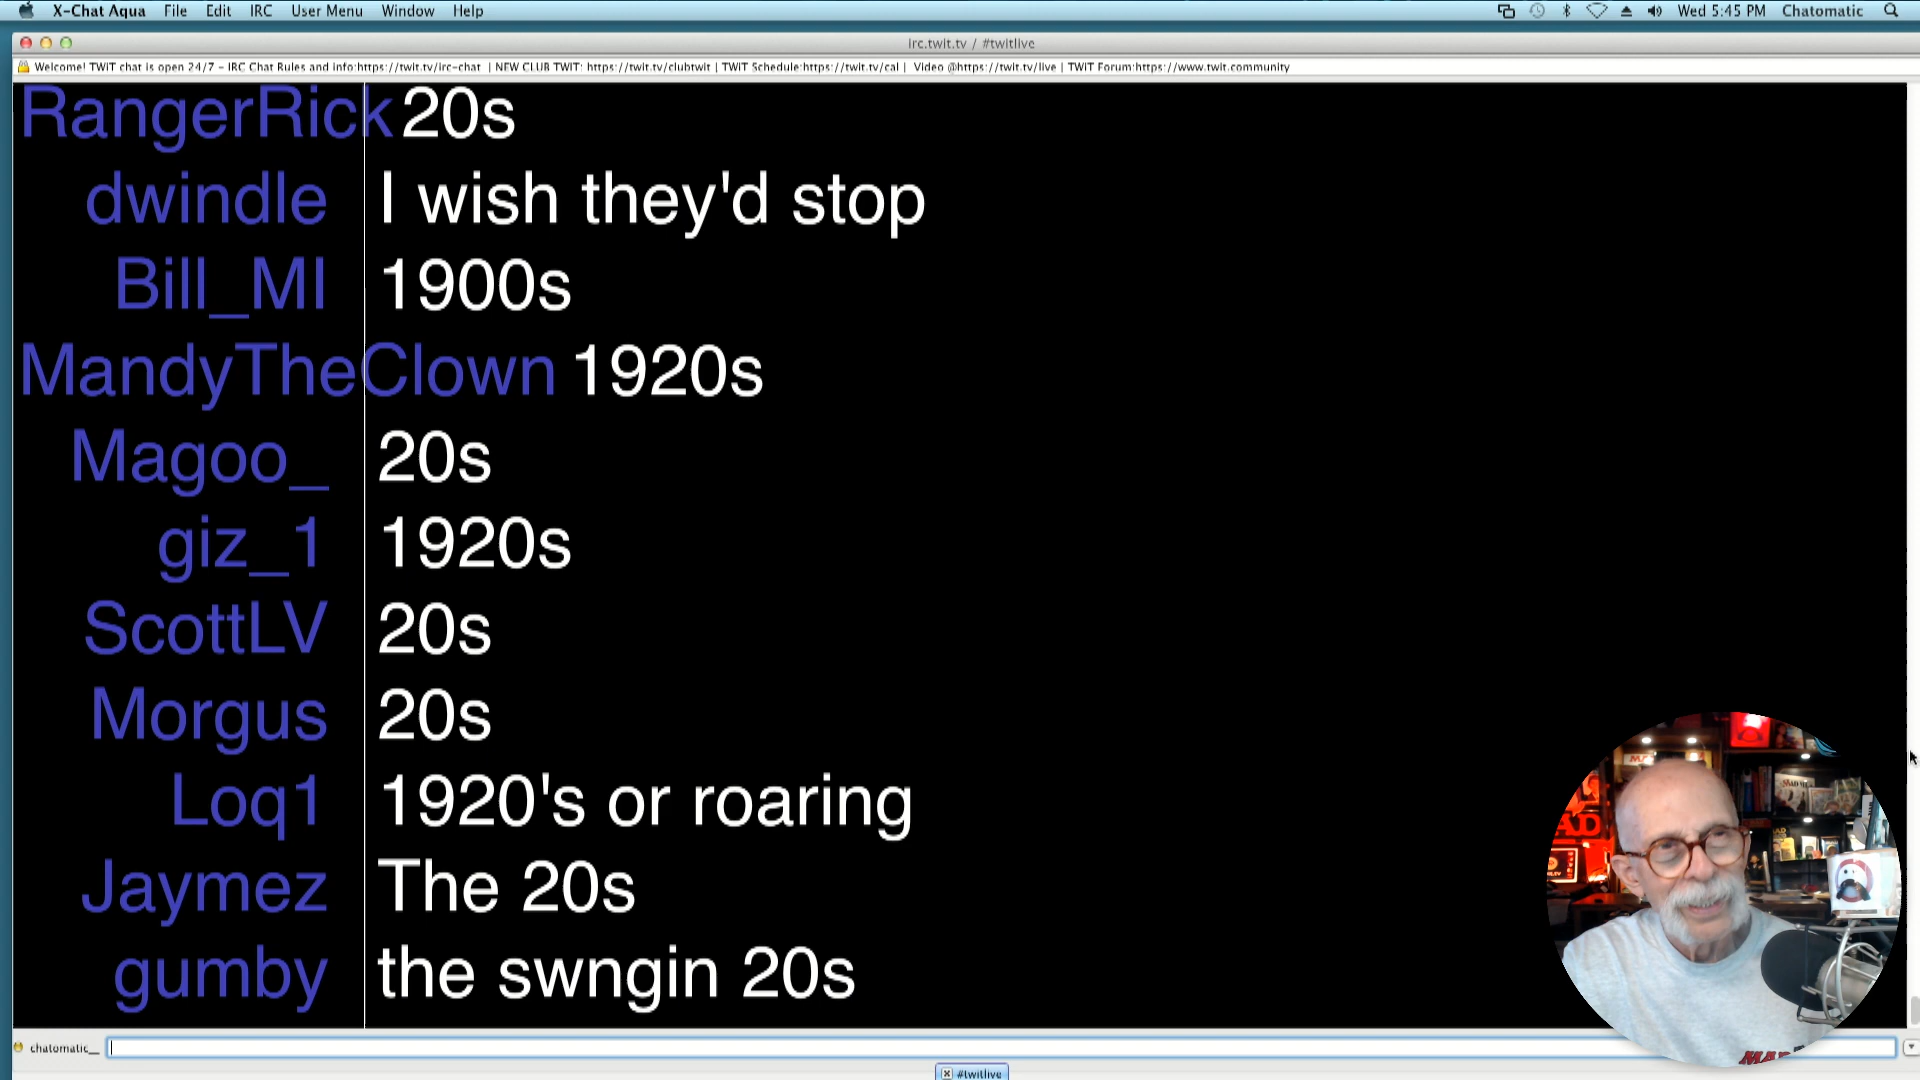 X-Chat Aqua File Edit IRC User Menu Window Help Wed 5:45 PM Chatomatic
irc.twit.tv / #twitlive
Welcome! TWiT chat is open 24/7 - IRC Chat Rules and info:https://twit.tv/irc-chat | NEW CLUB TWIT: https://twit.tv/clubtwit | TWiT Schedule:https://twit.tv/cal | Video @https://twit.tv/live | TWiT Forum:https://www.twit.community
RangerRick 20s
dwindle I wish they'd stop
Bill_MI 1900s
MandyTheClown 1920s
Magoo_ 20s
giz_1 1920s
ScottLV 20s
Morgus 20s
Loq1 1920's or roaring
Jaymez The 20s
gumby the swngin 20s
chatomatic__
#twitlive